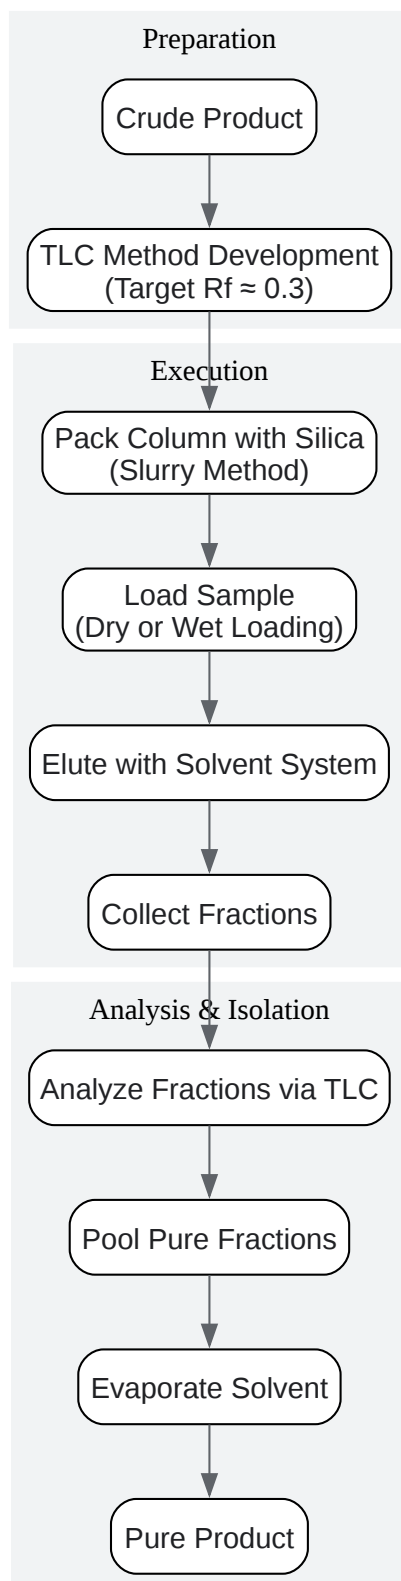 Preparation
Crude Product
TLC Method Development
(Target Rf ≈ 0.3)
Execution
Pack Column with Silica
(Slurry Method)
Load Sample
(Dry or Wet Loading)
Elute with Solvent System
Collect Fractions
Analysis & Isolation
Analyze Fractions via TLC
Pool Pure Fractions
Evaporate Solvent
Pure Product